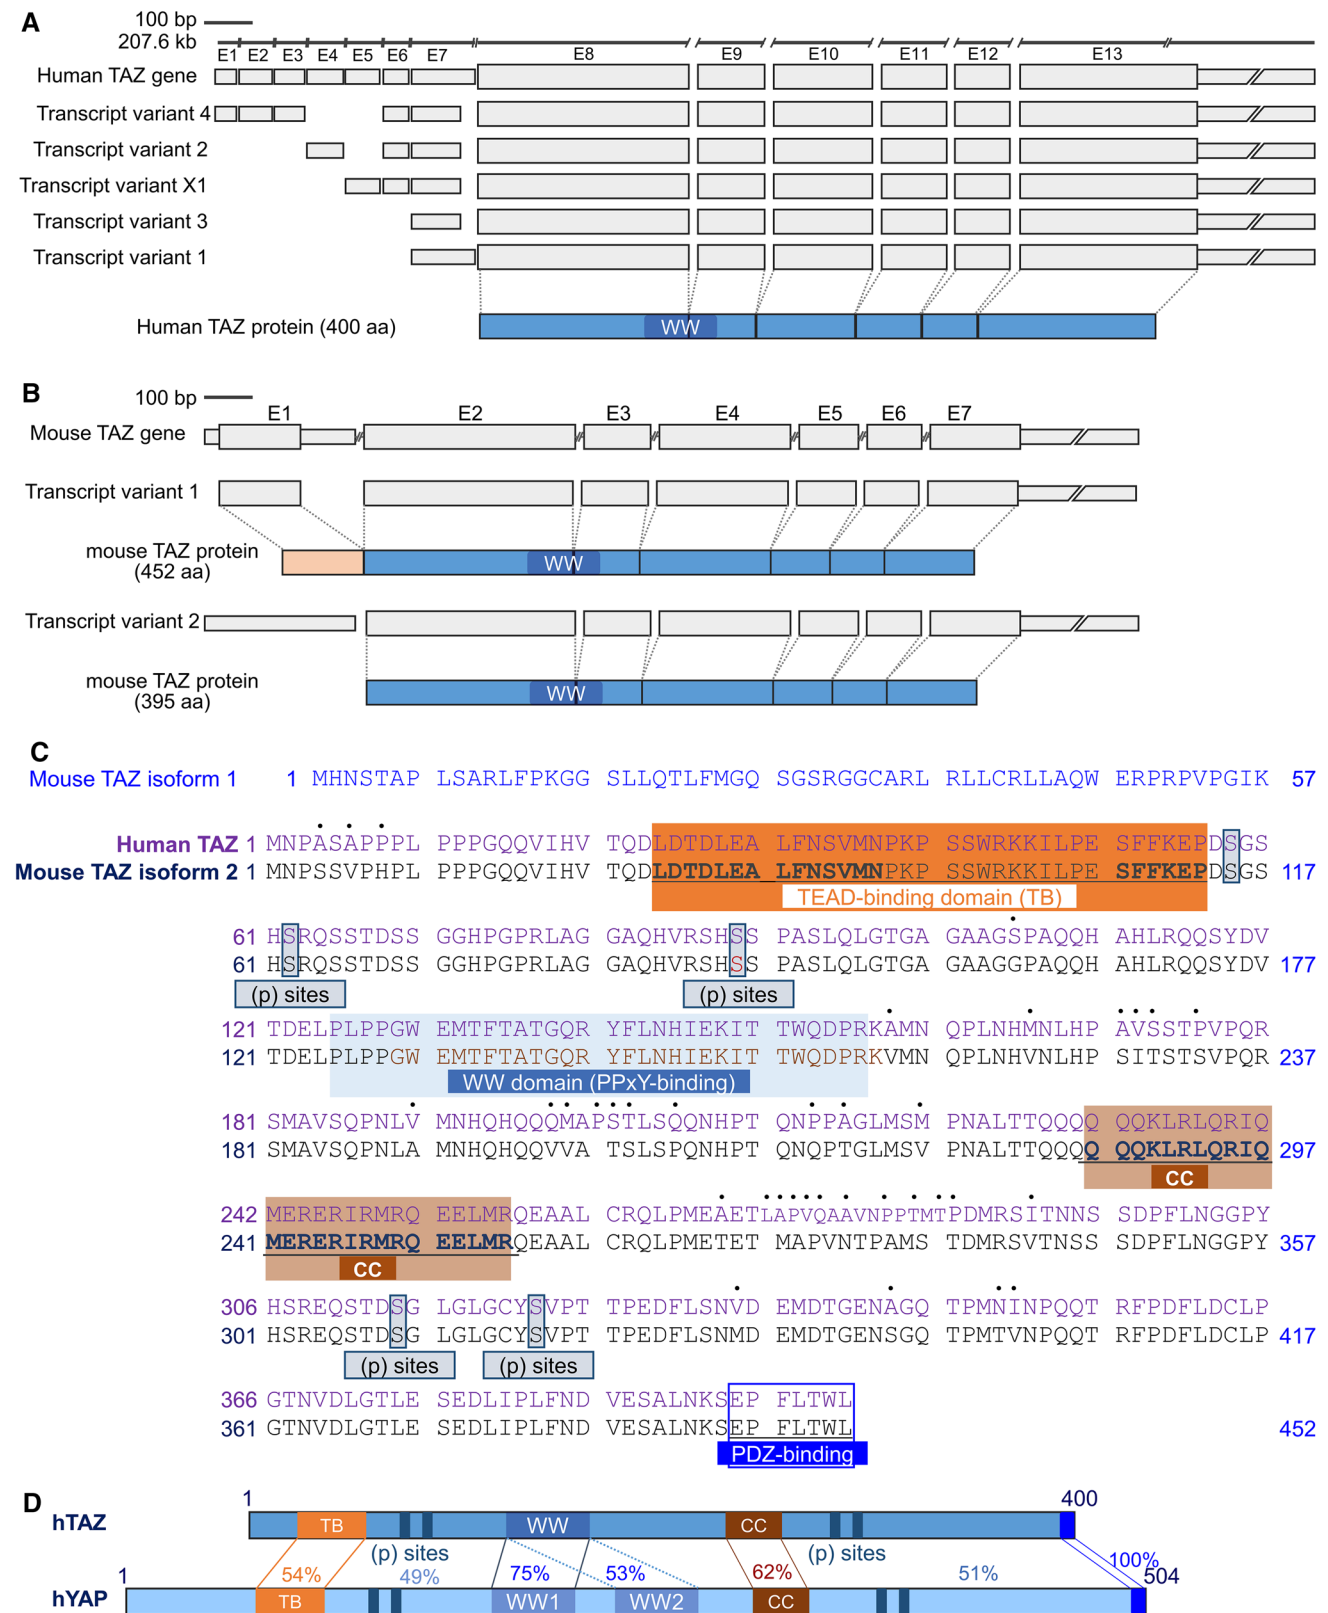 A
100 bp
207.6 kb
E1 E2 E3 E4 E5 E6 E7 E8 E9 E10 E11 E12 E13
Human TAZ gene
Transcript variant 4
Transcript variant 2
Transcript variant X1
Transcript variant 3
Transcript variant 1
Human TAZ protein (400 aa) WW
B
100 bp
E1 E2 E3 E4 E5 E6 E7
Mouse TAZ gene
Transcript variant 1
mouse TAZ protein
(452 aa)
WW
Transcript variant 2
mouse TAZ protein
(395 aa)
WW
C
Mouse TAZ isoform 1 1 MHNSTAP LSARLFPKGG SLLQTLFMGQ SGSRGGCARL RLLCRLLAQW ERPRPVPGIK 57
Human TAZ 1 MNPASAPPPL PPPGQQVIHV TQDLDTDLEA LFNSVMNPKP SSWRKKILPE SFFKEPDSGS
Mouse TAZ isoform 2 1 MNPSSVPHPL PPPGQQVIHV TQDLDTDLEA LFNSVMNPKP SSWRKKILPE SFFKEPDSGS 117
TEAD-binding domain (TB)
61 HSRQSSTDSS GGHPGPRLAG GAQHVRSHSS PASLQLGTGA GAAGSPAQQH AHLRQQSYDV
61 HSRQSSTDSS GGHPGPRLAG GAQHVRSHSS PASLQLGTGA GAAGGPAQQH AHLRQQSYDV 177
(p) sites (p) sites
121 TDELPLPPGW EMTFTATGQR YFLNHIEKIT TWQDPRKAMN QPLNHMNLHP AVSSTPVPQR
121 TDELPLPPGW EMTFTATGQR YFLNHIEKIT TWQDPRKVMN QPLNHVNLHP SITSTSVPQR 237
WW domain (PPxY-binding)
181 SMAVSQPNLV MNHQHQQQMAPSTLSQQNHPT QNPPAGLMSM PNALTTQQQQ QQKLRLQRIQ
181 SMAVSQPNLA MNHQHQQVVA TSLSPQNHPT QNQPTGLMSV PNALTTQQQQ QQKLRLQRIQ 297
CC
242 MERERIRMRQ EELMRQEAAL CRQLPMEAETLAPVQAAVNPPTMTPDMRSITNNS SDPFLNGGPY
241 MERERIRMRQ EELMRQEAAL CRQLPMETET MAPVNTPAMS TDMRSVTNSS SDPFLNGGPY 357
CC
306 HSREQSTDSG LGLGCYSVPT TPEDFLSNVD EMDTGENAGQ TPMNINPQQT RFPDFLDCLP
301 HSREQSTDSG LGLGCYSVPT TPEDFLSNMD EMDTGENSGQ TPMTVNPQQT RFPDFLDCLP 417
(p) sites (p) sites
366 GTNVDLGTLE SEDLIPLFND VESALNKSEP FLTWL
361 GTNVDLGTLE SEDLIPLFND VESALNKSEP FLTWL 452
PDZ-binding
D
1 400
hTAZ TB WW CC
(p) sites (p) sites
54% 49% 75% 53% 62% 51% 100%
1 504
hYAP TB WW1 WW2 CC